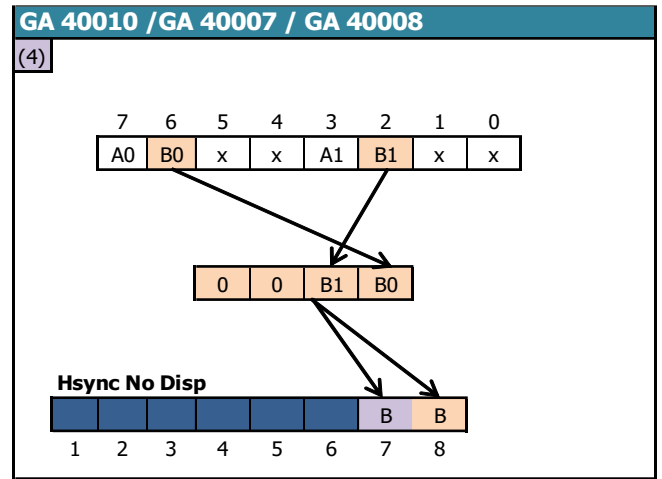 GA 40010 /GA 40007 / GA 40008
(4)
7 6 5 4 3 2 1 0
A0 B0 x x A1 B1 x x
0 0 B1 B0
Hsync No Disp
B B
1 2 3 4 5 6 7 8